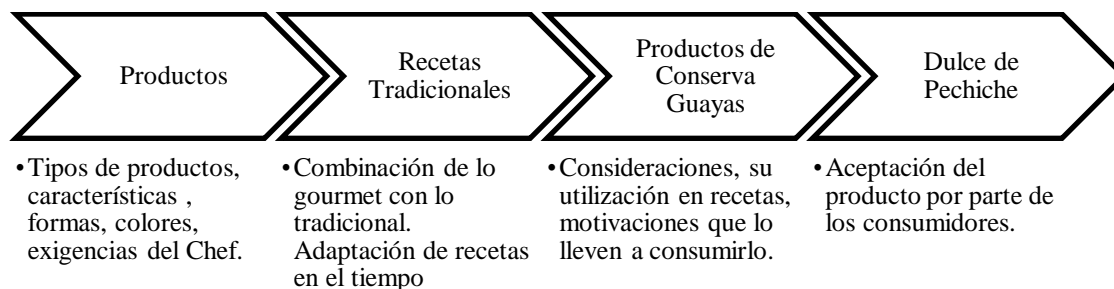 Productos
Recetas
Tradicionales
Productos de
Conserva
Guayas
Dulce de
Pechiche
•Tipos de productos,
características ,
formas, colores,
exigencias del Chef.
•Combinación de lo
gourmet con lo
tradicional.
Adaptación de recetas
en el tiempo
•Consideraciones, su
utilización en recetas,
motivaciones que lo
lleven a consumirlo.
•Aceptación del
producto por parte de
los consumidores.